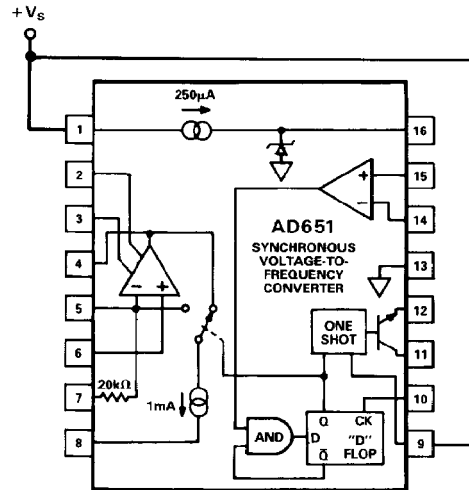 +VS
250μA
1
16
2
15
3
14
AD651
SYNCHRONOUS
VOLTAGE-TO-
FREQUENCY
CONVERTER
4
13
5
- +
+
-
6
12
ONE
SHOT
11
7
20kΩ
1mA
Q CK
10
8
AND
D "D"
FLOP
Q̅
9